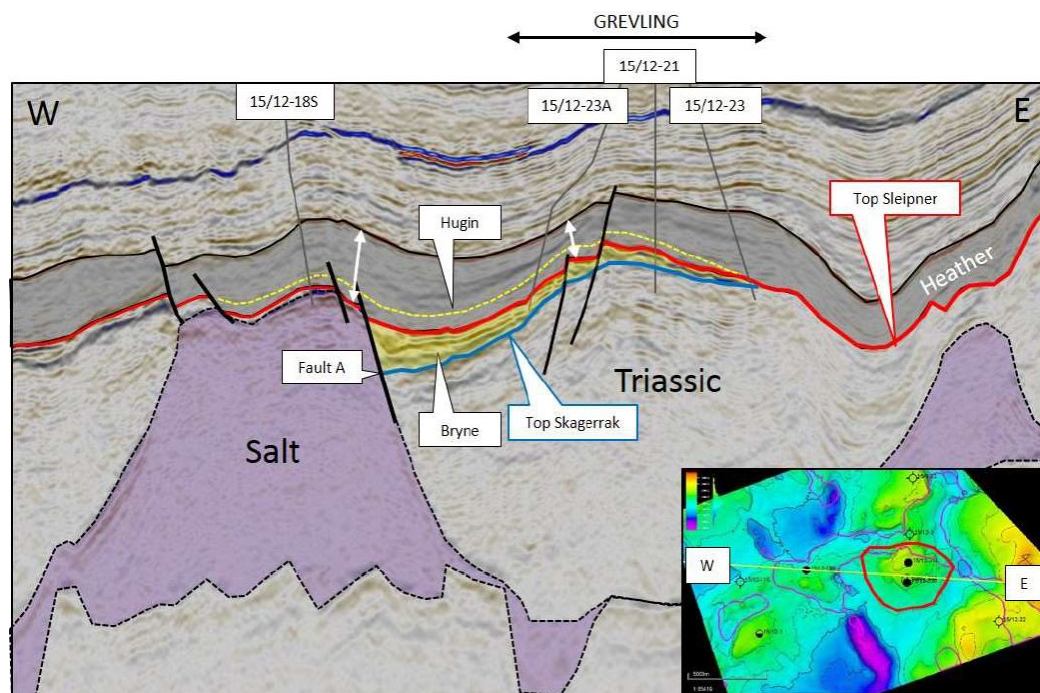 GREVLING
15/12-21
15/12-18S
15/12-23A
15/12-23
W
E
Top Sleipner
Hugin
Heather
Fault A
Triassic
Bryne
Top Skagerrak
Salt
W
E